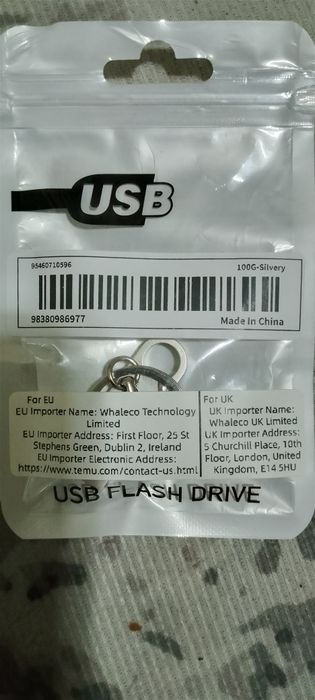 USB
95460710596
100G-Silvery
98380986977
Made In China
For EU
EU Importer Name: Whaleco Technology
Limited
EU Importer Address: First Floor, 25 St
Stephens Green, Dublin 2, Ireland
EU Importer Electronic Address:
https://www.temu.com/contact-us.html
For UK
UK Importer Name:
Whaleco UK Limited
UK Importer Address:
5 Churchill Place, 10th
Floor, London, United
Kingdom, E14 5HU
USB FLASH DRIVE